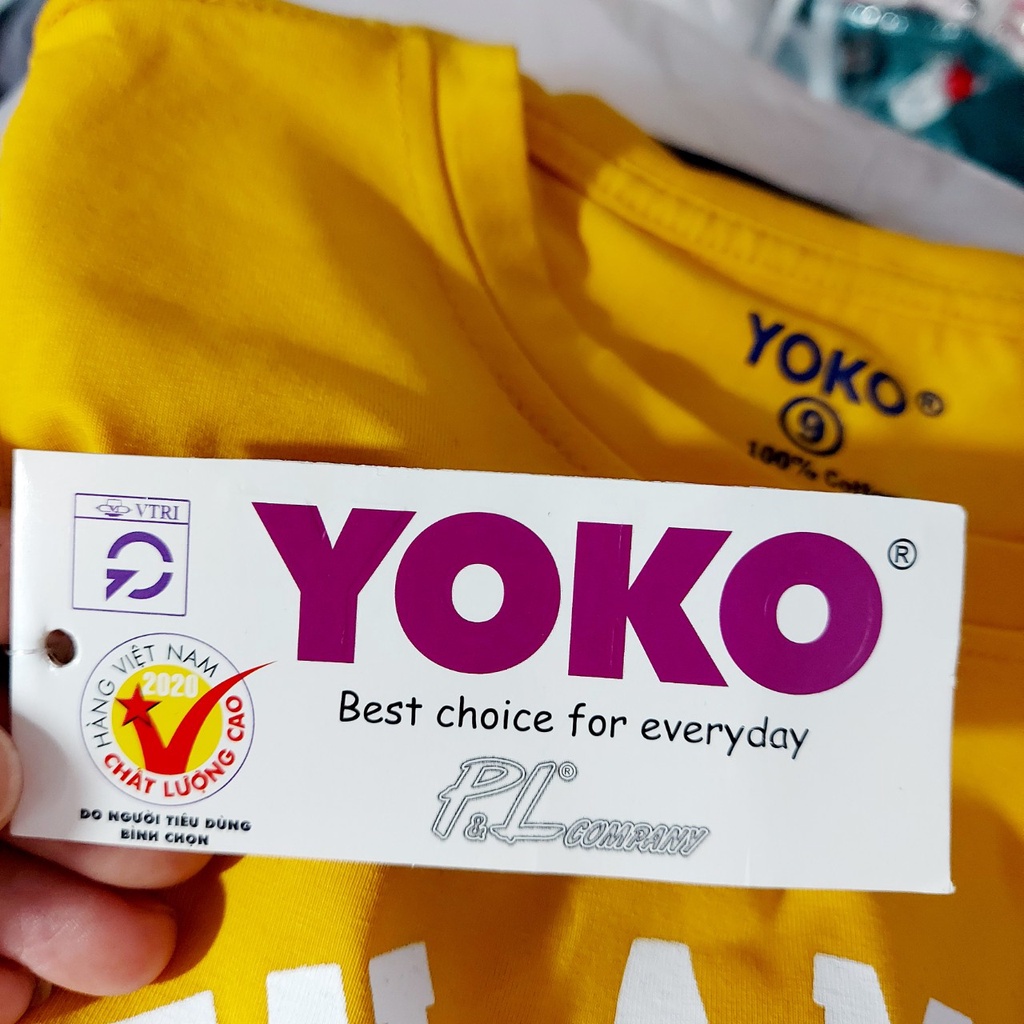 YOKO®
9
100%
VTRI
YOKO®
HÀNG VIỆT NAM
2020
CHẤT LƯỢNG CAO
DO NGƯỜI TIÊU DÙNG
BÌNH CHỌN
Best choice for everyday
P&L® COMPANY